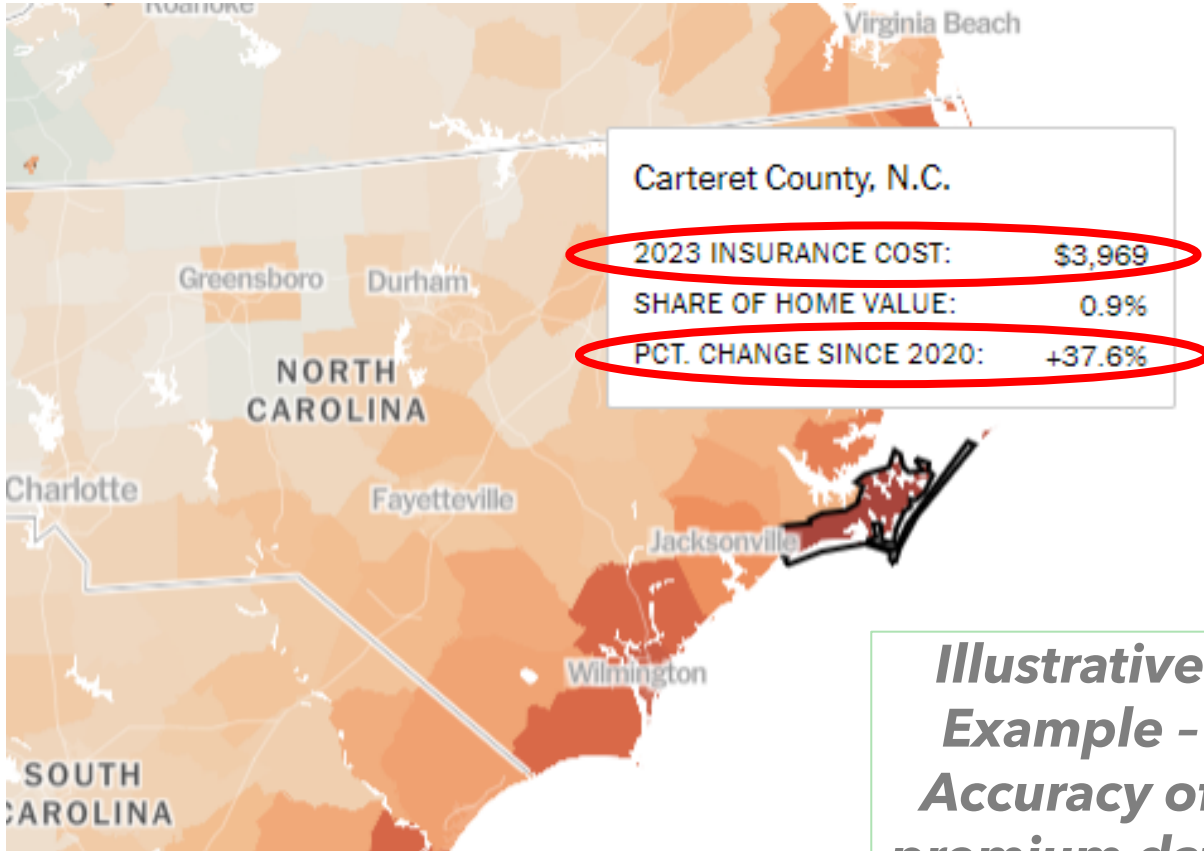 Roanoke
Virginia Beach
Carteret County, N.C.
2023 INSURANCE COST: $3,969
SHARE OF HOME VALUE: 0.9%
PCT. CHANGE SINCE 2020: +37.6%
Greensboro
Durham
NORTH
CAROLINA
Charlotte
Fayetteville
Jacksonville
Wilmington
SOUTH
CAROLINA
Illustrative
Example –
Accuracy of
premium